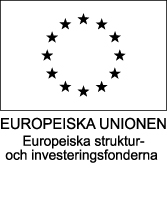 EUROPEISKA UNIONEN
Europeiska struktur-
och investeringsfonderna